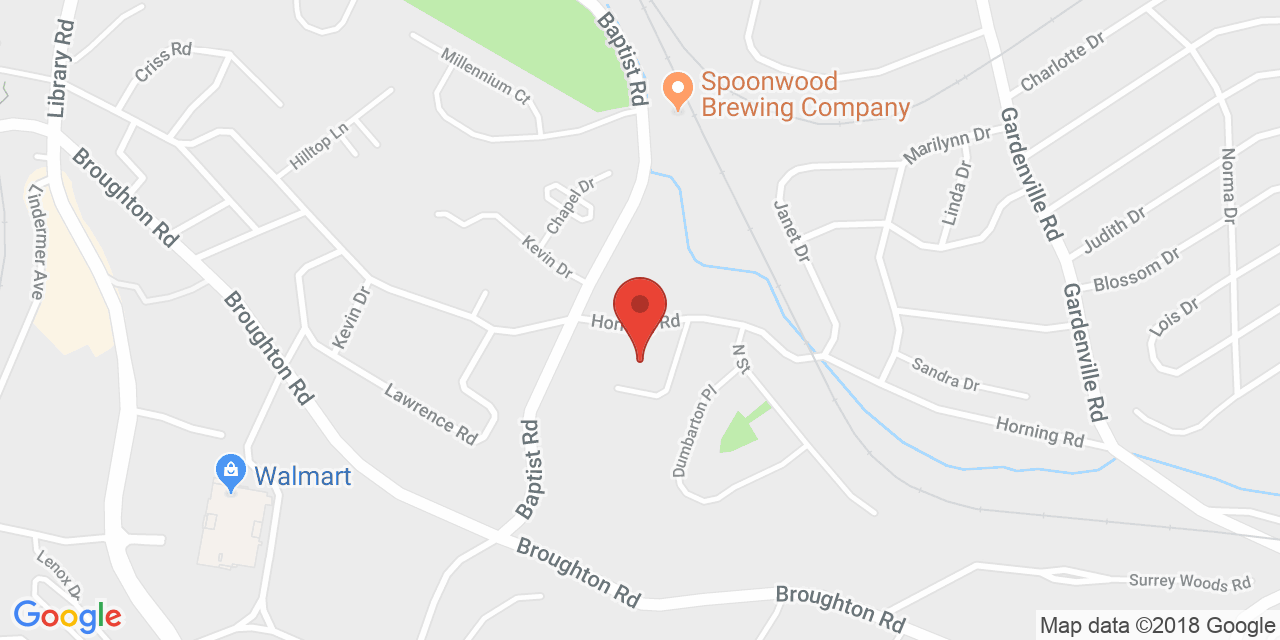 Library Rd
Criss Rd
Millennium Ct
Baptist Rd
Spoonwood
Brewing Company
Charlotte Dr
Gardenville Rd
Marilynn Dr
Linda Dr
Norma Dr
Hilltop Ln
Broughton Rd
Lindermer Ave
Chapel Dr
Kevin Dr
Janet Dr
Judith Dr
Blossom Dr
Lois Dr
Kevin Dr
Broughton Rd
Rd
Gardenville Rd
N St
Sandra Dr
Lawrence Rd
Dumbarton Pl
Horning Rd
Walmart
Baptist Rd
Broughton Rd
Lenox Dr
Surrey Woods Rd
Broughton Rd
Google
Map data ©2018 Google